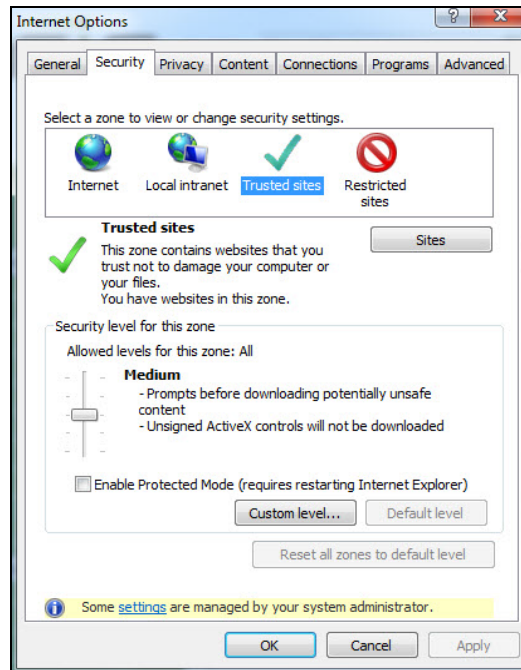 Internet Options
General Security Privacy Content Connections Programs Advanced
Select a zone to view or change security settings.
Internet Local intranet Trusted sites Restricted
sites
Trusted sites
Sites
This zone contains websites that you
trust not to damage your computer or
your files.
You have websites in this zone.
Security level for this zone
Allowed levels for this zone: All
Medium
- Prompts before downloading potentially unsafe
content
- Unsigned ActiveX controls will not be downloaded
Enable Protected Mode (requires restarting Internet Explorer)
Custom level... Default level
Reset all zones to default level
Some settings are managed by your system administrator.
OK Cancel Apply